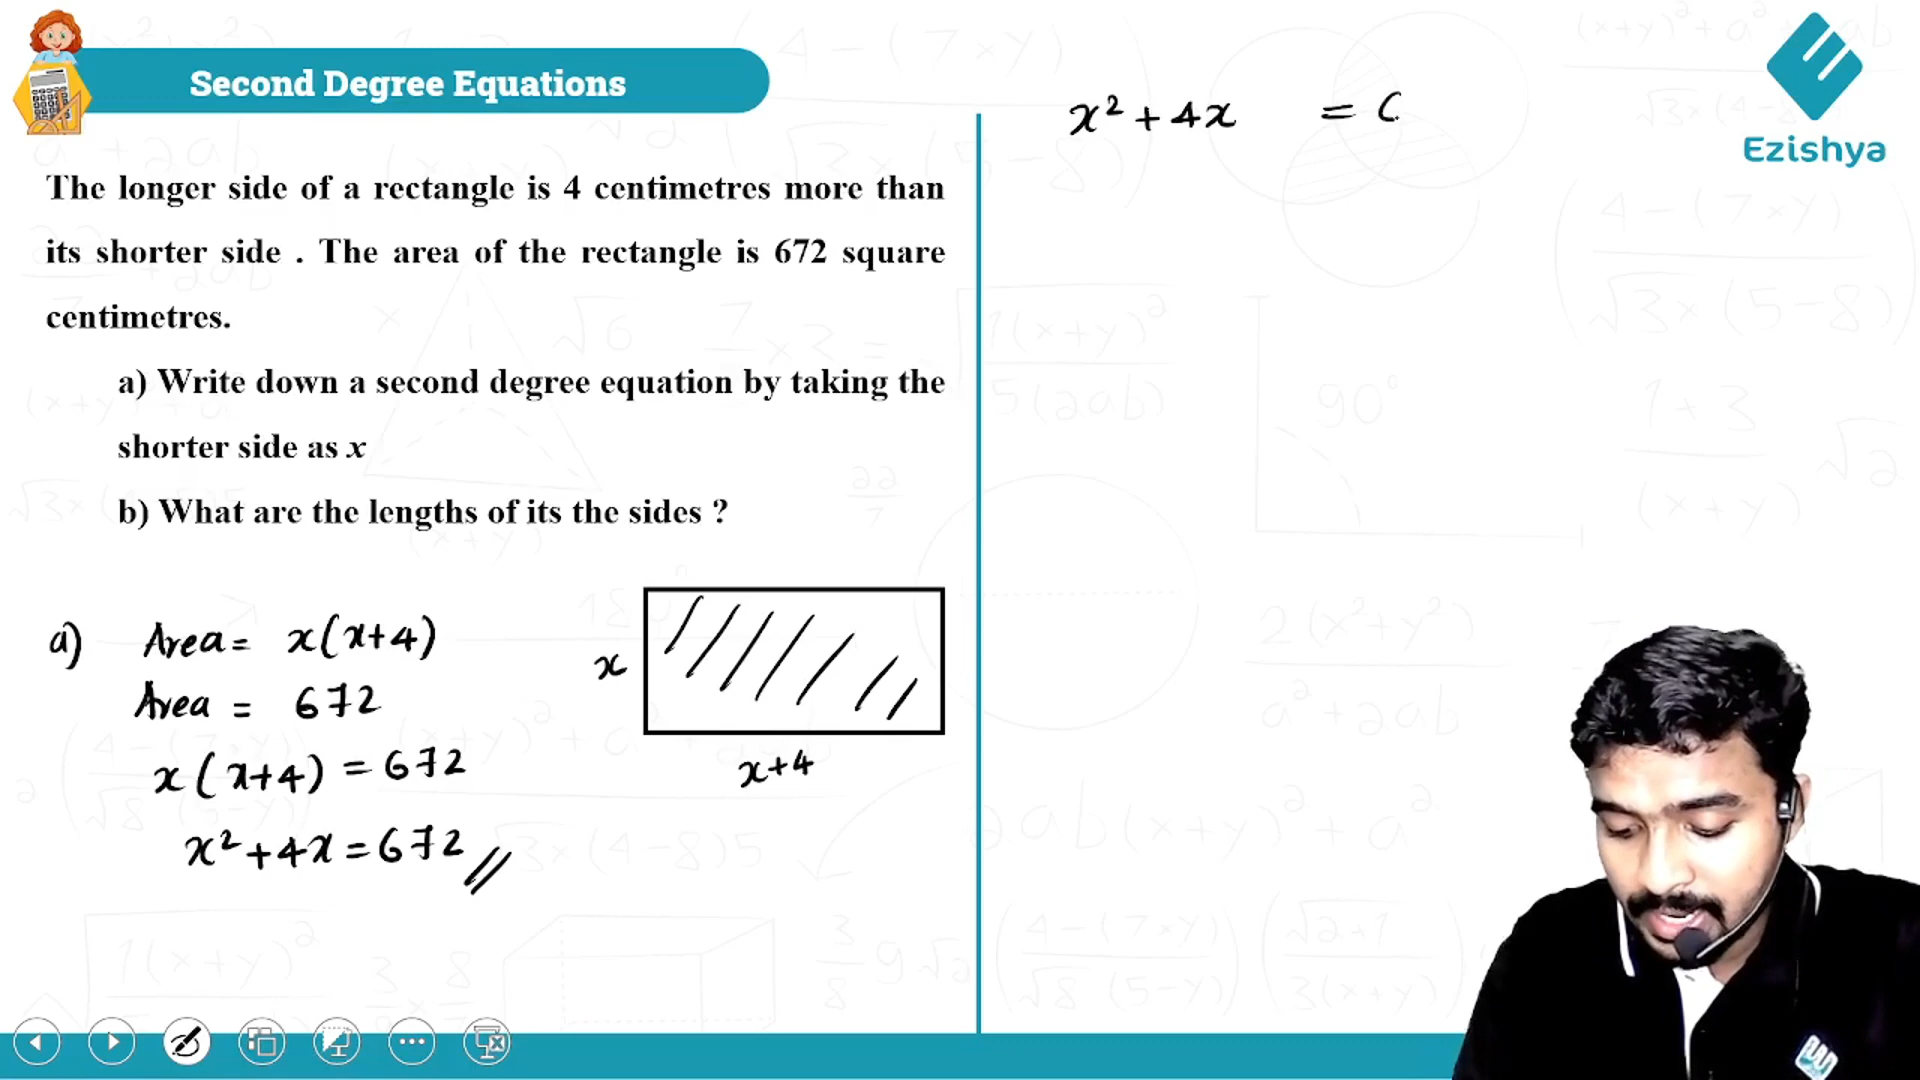 Second Degree Equations
The longer side of a rectangle is 4 centimetres more than
its shorter side . The area of the rectangle is 672 square
centimetres.
a) Write down a second degree equation by taking the
shorter side as x
b) What are the lengths of its the sides ?
a) Area = x(x+4)
Area = 672
x(x+4) = 672
x² + 4x = 672
x
x+4
x² + 4x =
Ezishya